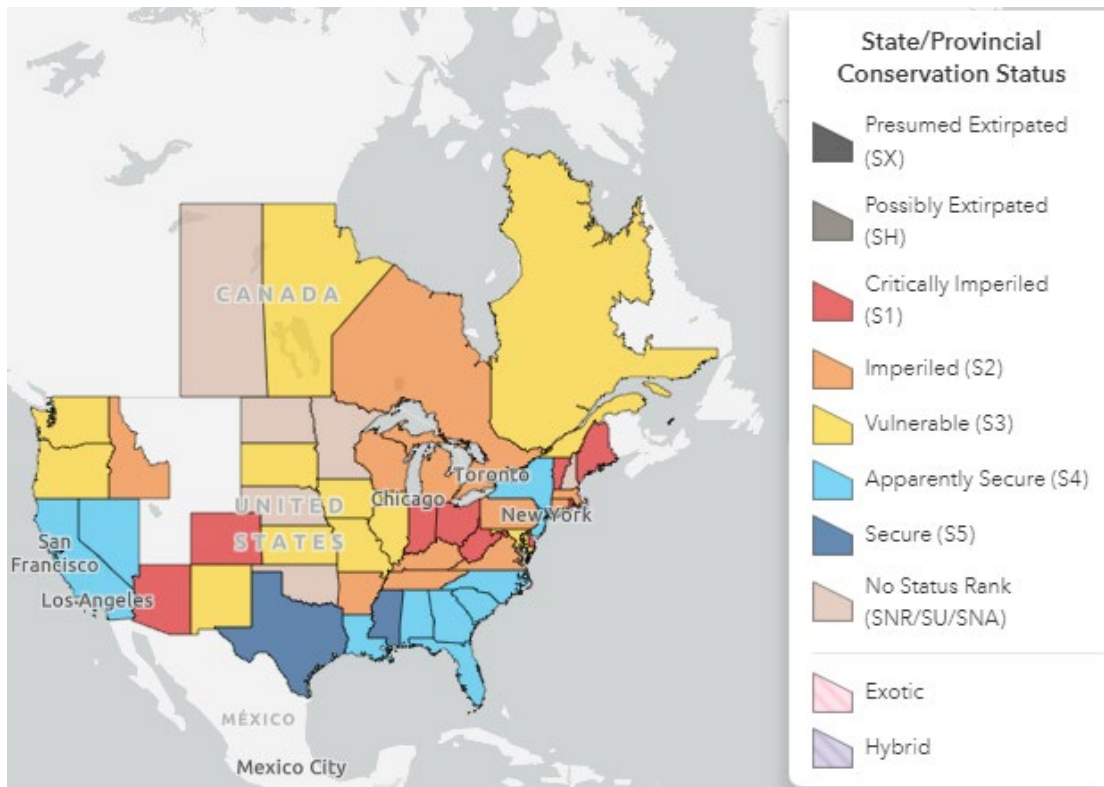 State/Provincial
Conservation Status
Presumed Extirpated
(SX)
Possibly Extirpated
(SH)
Critically Imperiled
(S1)
Imperiled (S2)
Vulnerable (S3)
Apparently Secure (S4)
Secure (S5)
No Status Rank
(SNR/SU/SNA)
Exotic
Hybrid
CANADA
Toronto
Chicago
UNITED
New York
STATES
San
Francisco
Los Angeles
MÉXICO
Mexico City